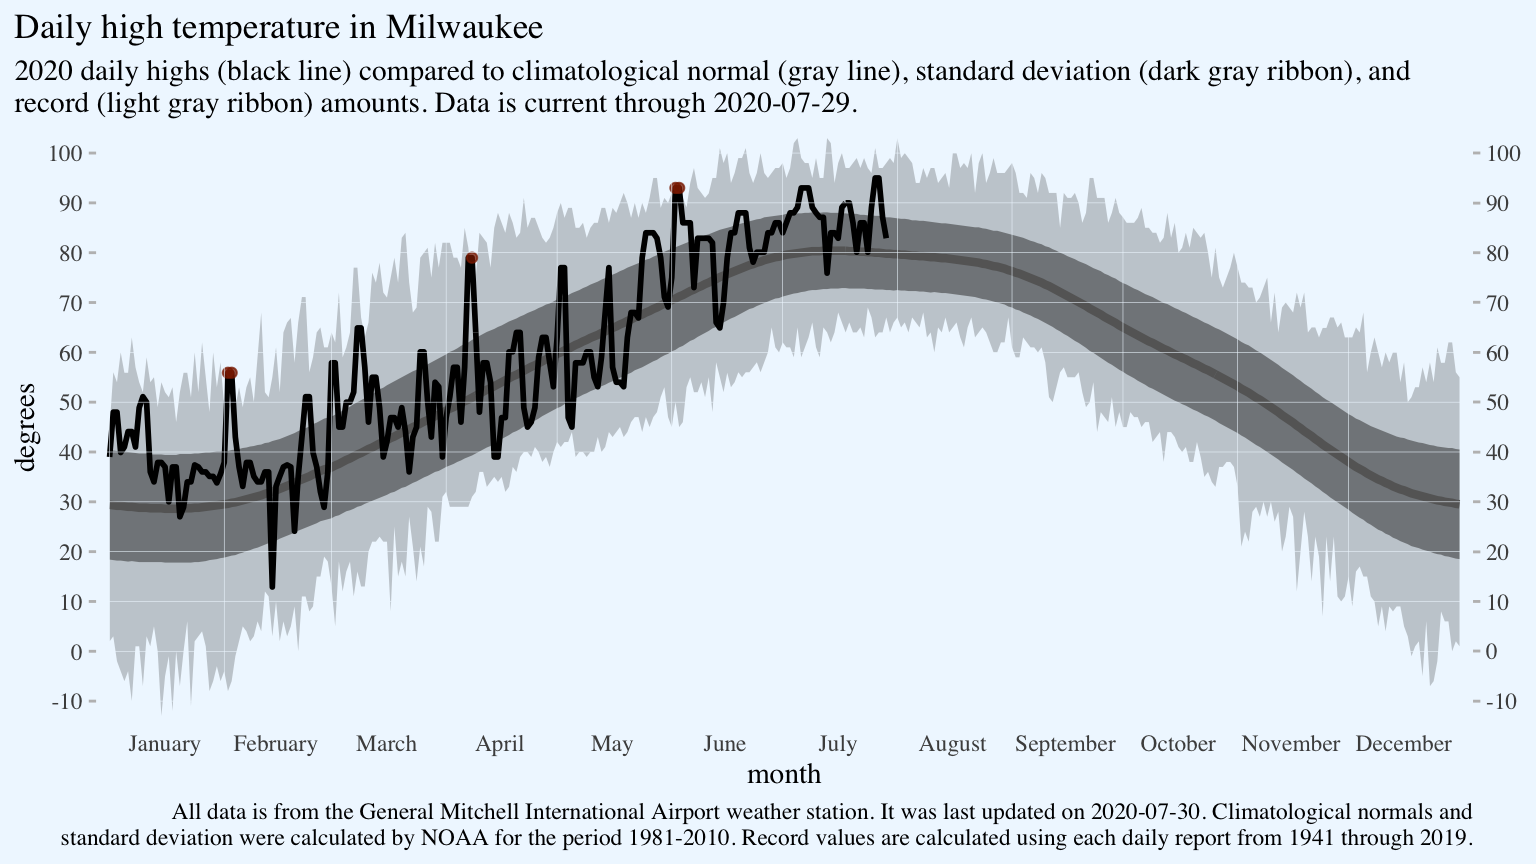 Daily high temperature in Milwaukee
2020 daily highs (black line) compared to climatological normal (gray line), standard deviation (dark gray ribbon), and
record (light gray ribbon) amounts. Data is current through 2020-07-29.
100 100
90 90
80 80
70 70
60 60
50 50
40 40
30 30
20 20
10 10
0 0
-10 -10
degrees
January February March April May June July August September October November December
month
All data is from the General Mitchell International Airport weather station. It was last updated on 2020-07-30. Climatological normals and
standard deviation were calculated by NOAA for the period 1981-2010. Record values are calculated using each daily report from 1941 through 2019.